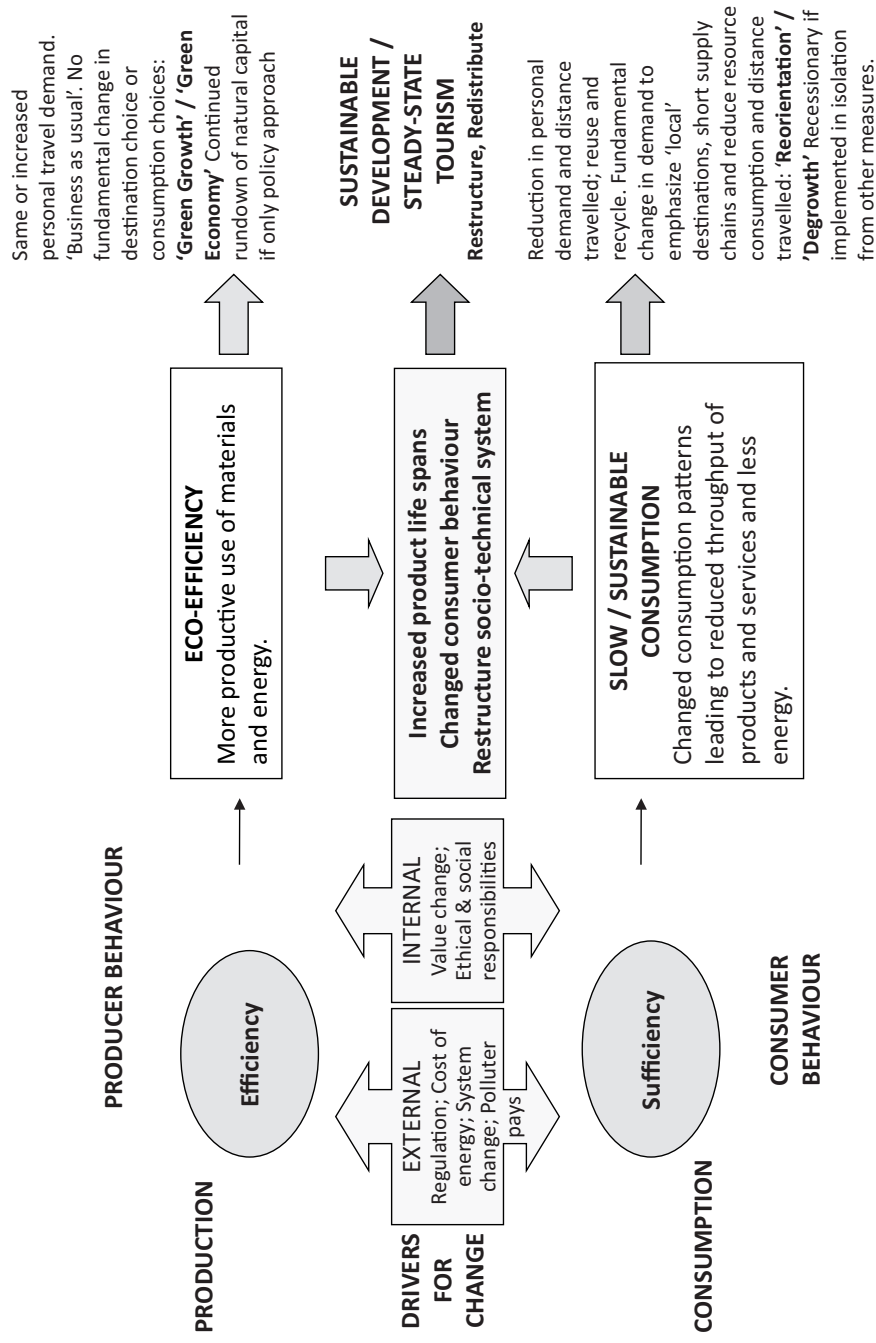 PRODUCTION
PRODUCER BEHAVIOUR
Efficiency
ECO-EFFICIENCY
More productive use of materials
and energy.
Same or increased
personal travel demand.
‘Business as usual’. No
fundamental change in
destination choice or
consumption choices:
‘Green Growth’ / ‘Green
Economy’ Continued
rundown of natural capital
if only policy approach
DRIVERS
FOR
CHANGE
EXTERNAL
Regulation; Cost of
energy; System
change; Polluter
pays
INTERNAL
Value change;
Ethical & social
responsibilities
Increased product life spans
Changed consumer behaviour
Restructure socio-technical system
SUSTAINABLE
DEVELOPMENT /
STEADY-STATE
TOURISM
Restructure, Redistribute
CONSUMPTION
Sufficiency
CONSUMER
BEHAVIOUR
SLOW / SUSTAINABLE
CONSUMPTION
Changed consumption patterns
leading to reduced throughput of
products and services and less
energy.
Reduction in personal
demand and distance
travelled; reuse and
recycle. Fundamental
change in demand to
emphasize ‘local’
destinations, short supply
chains and reduce resource
consumption and distance
travelled: ‘Reorientation’ /
‘Degrowth’ Recessionary if
implemented in isolation
from other measures.